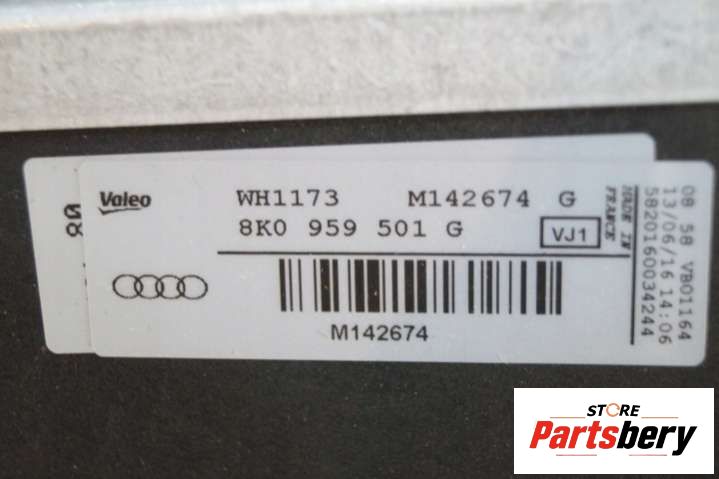 Valeo
WH1173 M142674 G
8K0 959 501 G VJ1
M142674
MADE IN
FRANCE
08 58 VB01164
13/06/16 14:06
5820160034244
STORE
Partsbery